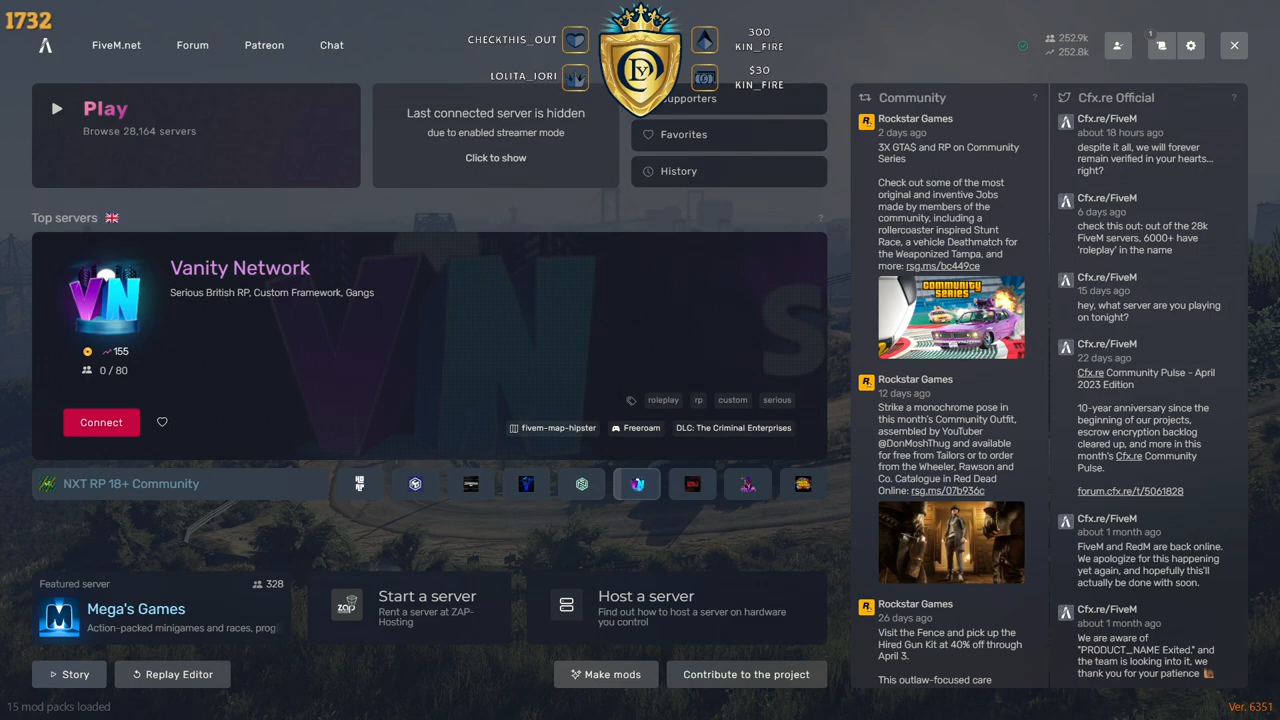 1732
FiveM.net
Forum
Patreon
Chat
CHECKTHIS_OUT
LOLITA_IORI
300
KIN_FIRE
$30
KIN_FIRE
252.9k
252.8k
1
Play
Browse 28,164 servers
Last connected server is hidden
due to enabled streamer mode
Click to show
Supporters
Favorites
History
Top servers
?
Vanity Network
Serious British RP, Custom Framework, Gangs
VN
155
0 / 80
Connect
roleplay
rp
custom
serious
fivem-map-hipster
Freeroam
DLC: The Criminal Enterprises
NXT RP 18+ Community
Featured server
328
Mega's Games
Action-packed minigames and races, prog
ZAP
Start a server
Rent a server at ZAP-
Hosting
Host a server
Find out how to host a server on hardware
you control
Story
Replay Editor
Make mods
Contribute to the project
15 mod packs loaded
Community
?
Rockstar Games
2 days ago
3X GTA$ and RP on Community
Series
Check out some of the most
original and inventive Jobs
made by members of the
community, including a
rollercoaster inspired Stunt
Race, a vehicle Deathmatch for
the Weaponized Tampa, and
more: rsg.ms/bc449ce
COMMUNITY
SERIES
Rockstar Games
12 days ago
Strike a monochrome pose in
this month's Community Outfit,
assembled by YouTuber
@DonMoshThug and available
for free from Tailors or to order
from the Wheeler, Rawson and
Co. Catalogue in Red Dead
Online: rsg.ms/07b936c
Rockstar Games
26 days ago
Visit the Fence and pick up the
Hired Gun Kit at 40% off through
April 3.
This outlaw-focused care
Cfx.re Official
?
Cfx.re/FiveM
about 18 hours ago
despite it all, we will forever
remain verified in your hearts...
right?
Cfx.re/FiveM
6 days ago
check this out: out of the 28k
FiveM servers, 6000+ have
'roleplay' in the name
Cfx.re/FiveM
15 days ago
hey, what server are you playing
on tonight?
Cfx.re/FiveM
22 days ago
Cfx.re Community Pulse - April
2023 Edition
10-year anniversary since the
beginning of our projects,
escrow encryption backlog
cleared up, and more in this
month's Cfx.re Community
Pulse.
forum.cfx.re/t/5061828
Cfx.re/FiveM
about 1 month ago
FiveM and RedM are back online.
We apologize for this happening
yet again, and hopefully this'll
actually be done with soon.
Cfx.re/FiveM
about 1 month ago
We are aware of
"PRODUCT_NAME Exited." and
the team is looking into it, we
thank you for your patience
Ver. 6351